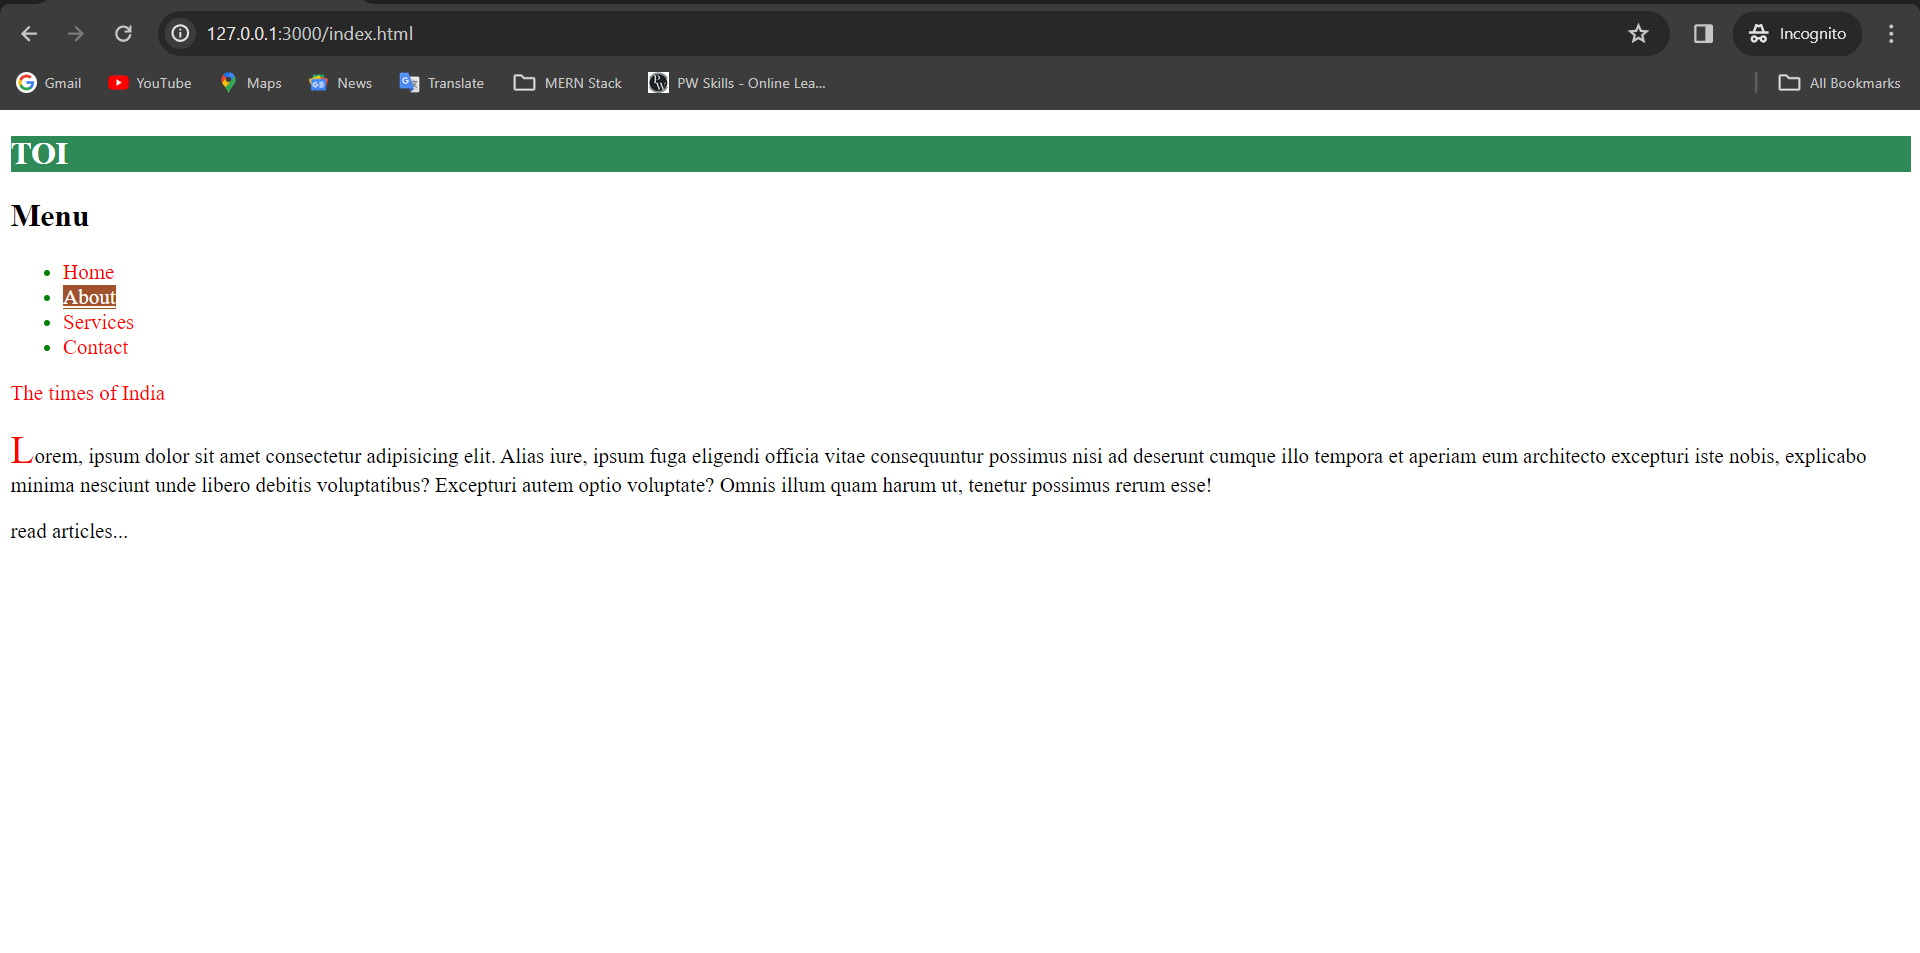 127.0.0.1:3000/index.html
Incognito
Gmail YouTube Maps News Translate MERN Stack PW Skills - Online Lea... All Bookmarks
TOI
Menu
Home
About
Services
Contact
The times of India
Lorem, ipsum dolor sit amet consectetur adipisicing elit. Alias iure, ipsum fuga eligendi officia vitae consequuntur possimus nisi ad deserunt cumque illo tempora et aperiam eum architecto excepturi iste nobis, explicabo
minima nesciunt unde libero debitis voluptatibus? Excepturi autem optio voluptate? Omnis illum quam harum ut, tenetur possimus rerum esse!
read articles...